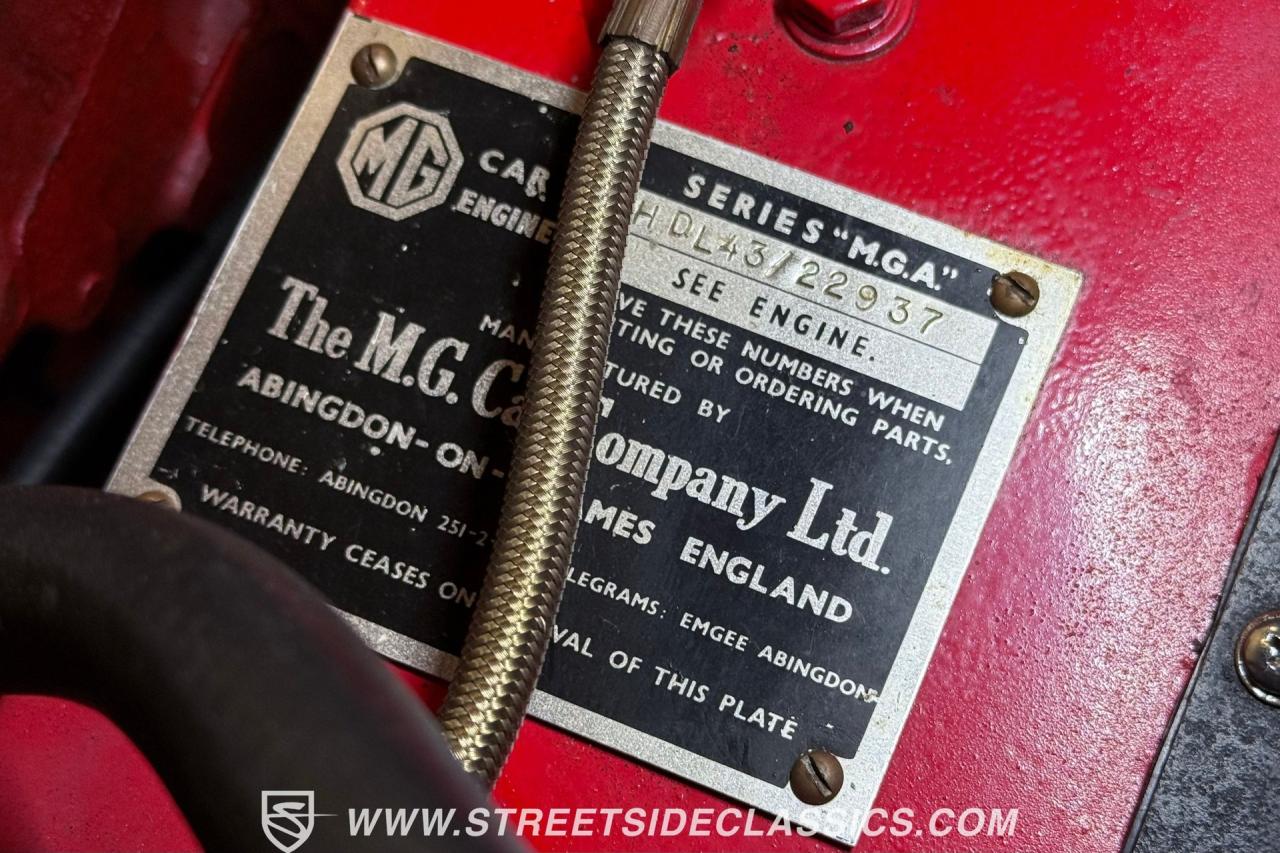 MG CAR SERIES "M.G.A."
HDL43/22937
ENGINE SEE ENGINE.
VE THESE NUMBERS WHEN
TING OR ORDERING PARTS,
MAN TURED BY
The M.G. Ca ompany Ltd.
ABINGDON-ON- MES ENGLAND
TELEPHONE: ABINGDON 251-2 LEGRAMS: EMGEE ABINGDON
WARRANTY CEASES ON VAL OF THIS PLATE
WWW.STREETSIDECLASSICS.COM